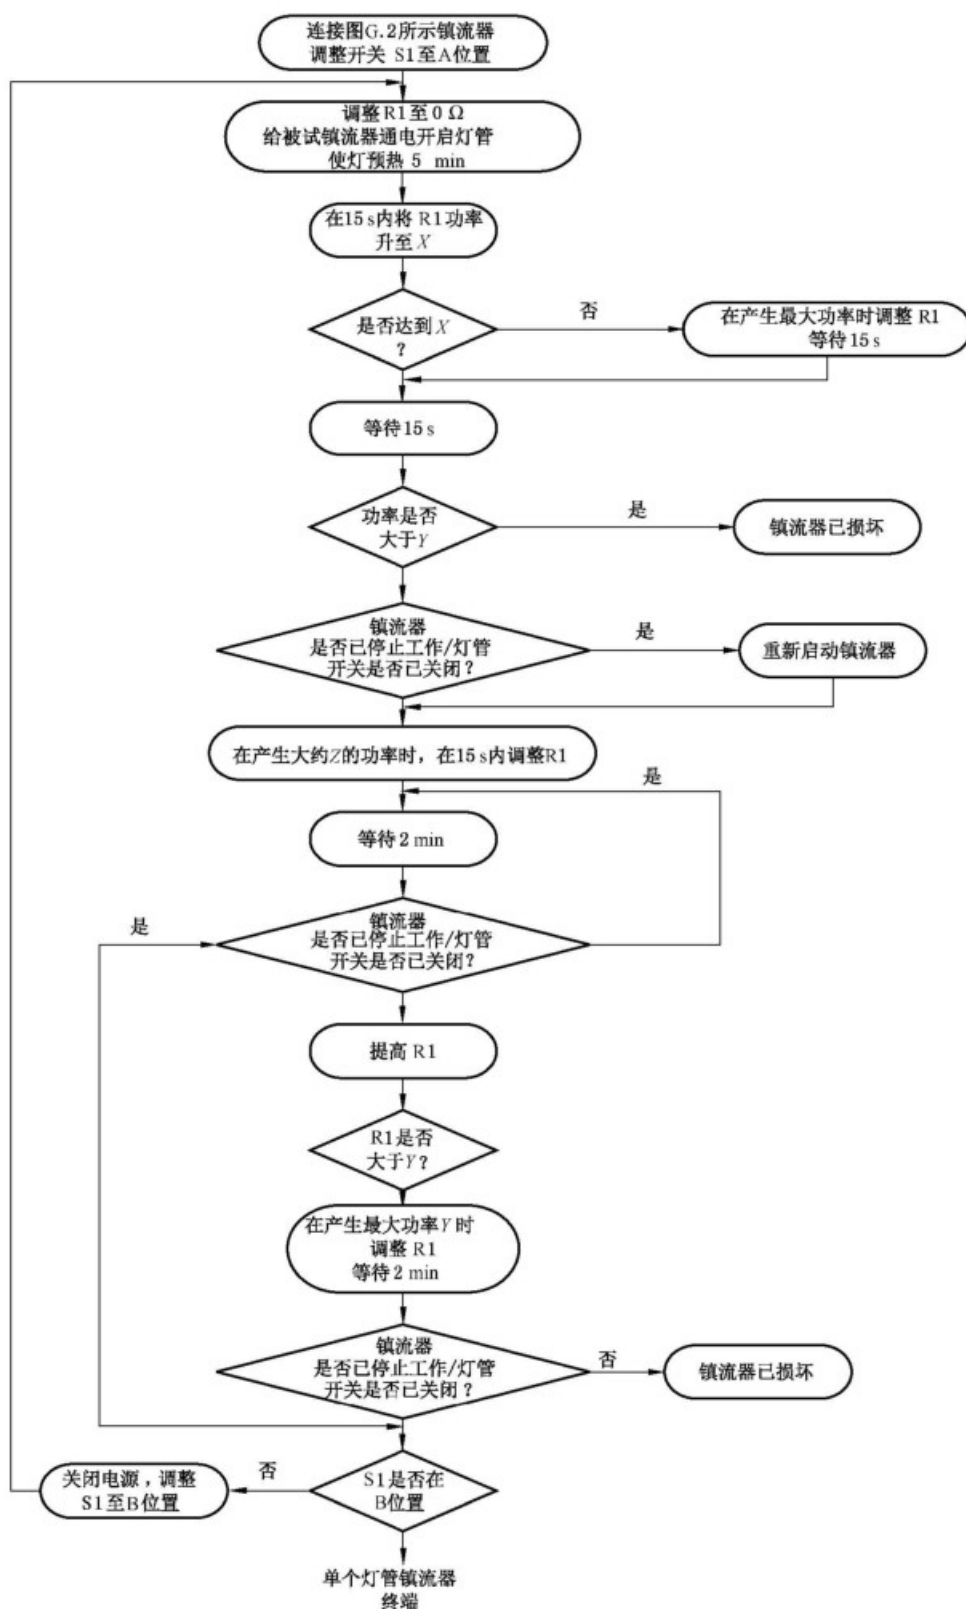 连接图G.2所示镇流器
调整开关 S1至A位置
调整R1至0 Ω
给被试镇流器通电开启灯管
使灯预热 5 min
在15 s内将 R1功率
升至 X
是否达到 X
?
否
在产生最大功率时调整 R1
等待15 s
等待15 s
功率是否
大于Y
是
镇流器已损坏
镇流器
是否已停止工作/灯管
开关是否已关闭?
是
重新启动镇流器
在产生大约Z的功率时，在15 s内调整R1
是
等待2 min
是
镇流器
是否已停止工作/灯管
开关是否已关闭?
提高 R1
R1是否
大于Y?
在产生最大功率Y 时
调整 R1
等待2 min
镇流器
是否已停止工作/灯管
开关是否已关闭?
否
镇流器已损坏
S1是否在
B位置
否
关闭电源，调整
S1至B位置
单个灯管镇流器
终端